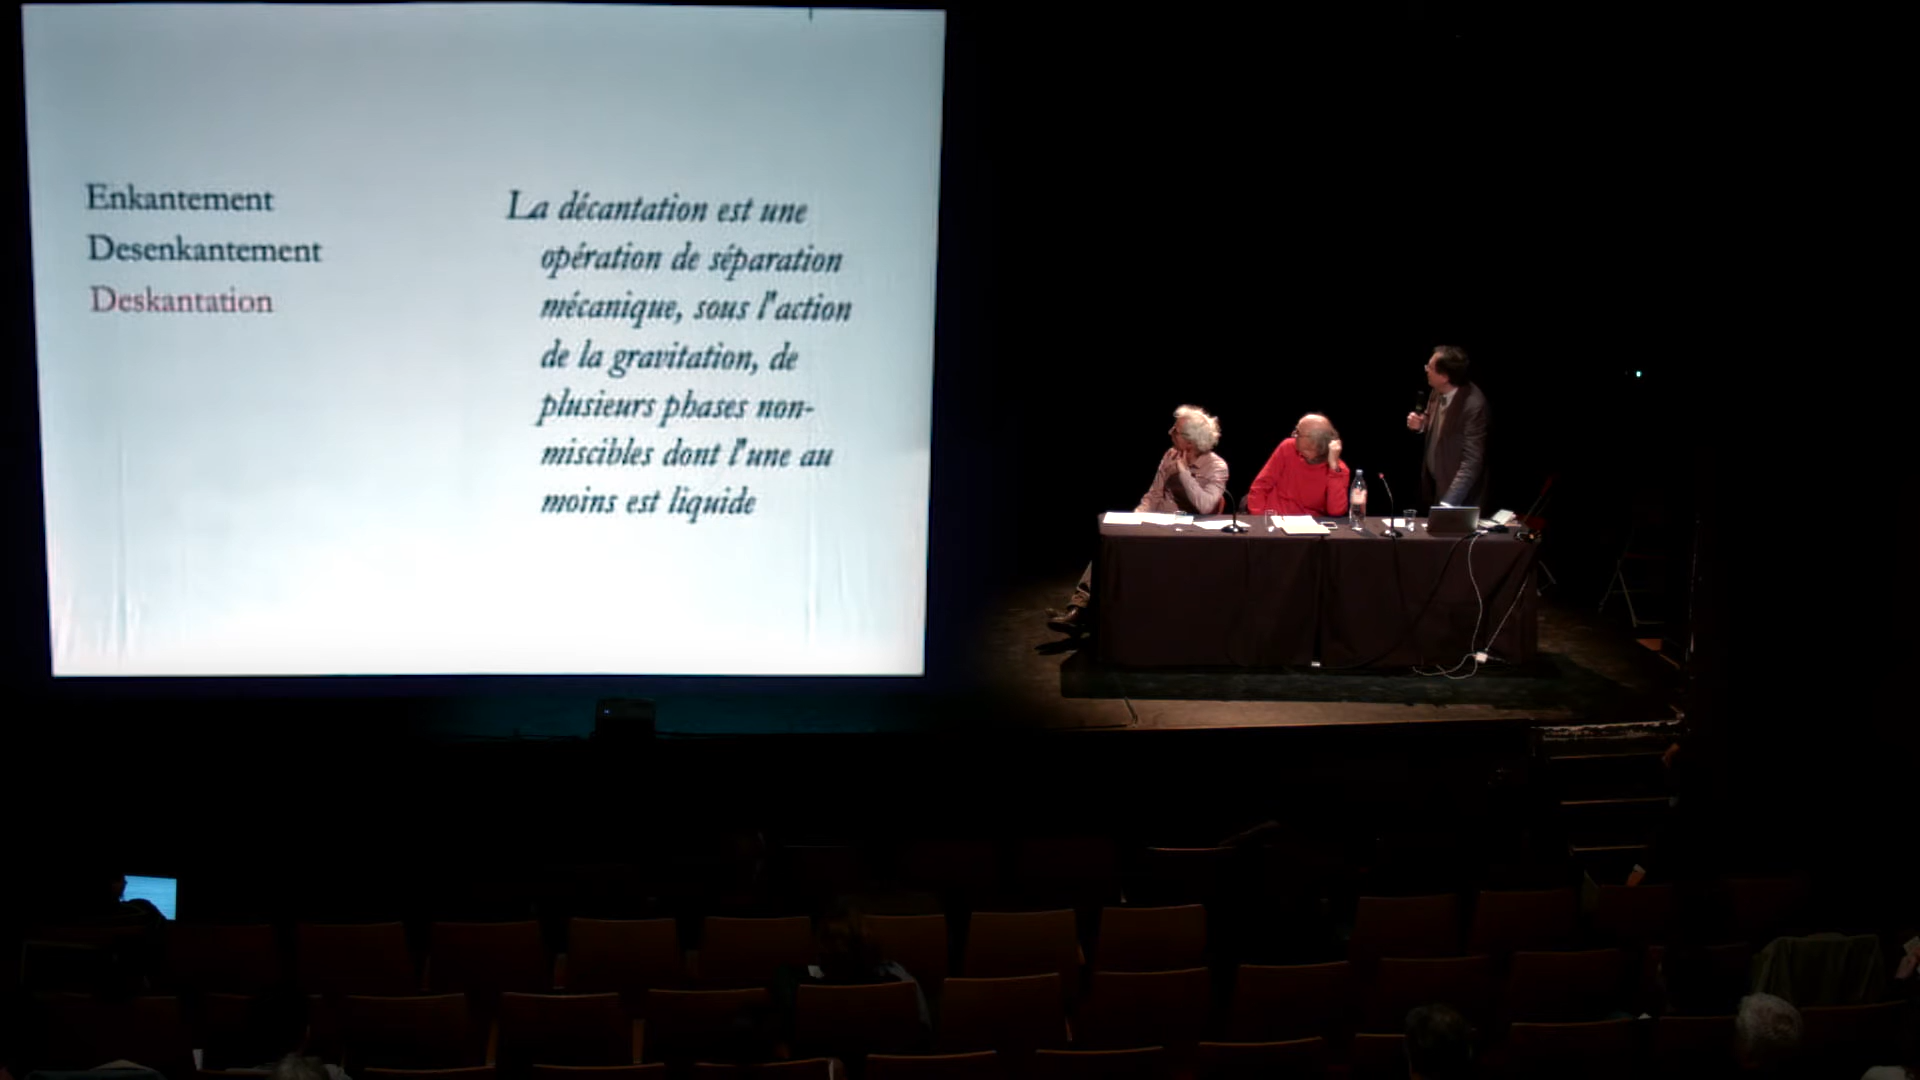 Enkantement
Desenkantement
Deskantation
La décantation est une
opération de séparation
mécanique, sous l'action
de la gravitation, de
plusieurs phases non-
miscibles dont l'une au
moins est liquide